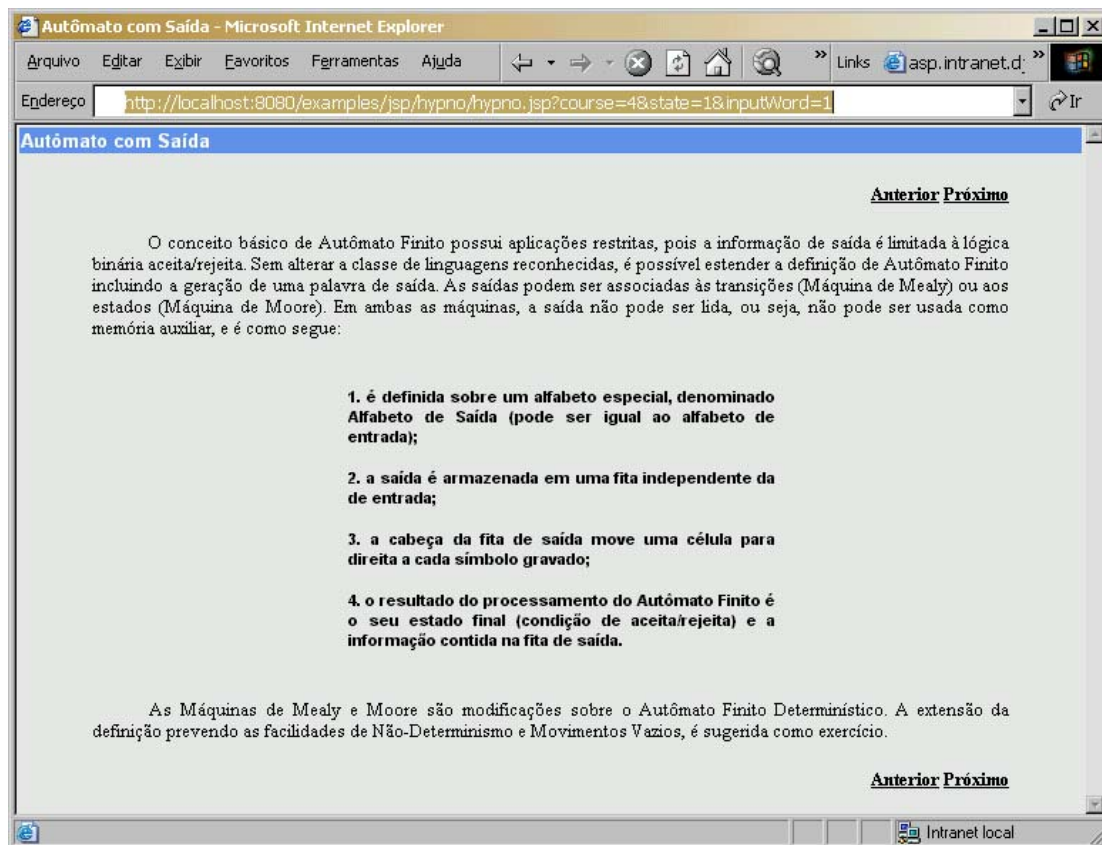 Autômato com Saída - Microsoft Internet Explorer
Arquivo Editar Exibir Favoritos Ferramentas Ajuda » Links asp.intranet.d »
Endereço http://localhost:8080/examples/jsp/hypno/hypno.jsp?course=4&state=1&inputWord=1 Ir
Autômato com Saída
Anterior Próximo
O conceito básico de Autômato Finito possui aplicações restritas, pois a informação de saída é limitada à lógica
binária aceita/rejeita. Sem alterar a classe de linguagens reconhecidas, é possível estender a definição de Autômato Finito
incluindo a geração de uma palavra de saída. As saídas podem ser associadas às transições (Máquina de Mealy) ou aos
estados (Máquina de Moore). Em ambas as máquinas, a saída não pode ser lida, ou seja, não pode ser usada como
memória auxiliar, e é como segue:
1. é definida sobre um alfabeto especial, denominado
Alfabeto de Saída (pode ser igual ao alfabeto de
entrada);
2. a saída é armazenada em uma fita independente da
de entrada;
3. a cabeça da fita de saída move uma célula para
direita a cada símbolo gravado;
4. o resultado do processamento do Autômato Finito é
o seu estado final (condição de aceita/rejeita) e a
informação contida na fita de saída.
As Máquinas de Mealy e Moore são modificações sobre o Autômato Finito Determinístico. A extensão da
definição prevendo as facilidades de Não-Determinismo e Movimentos Vazios, é sugerida como exercício.
Anterior Próximo
Intranet local